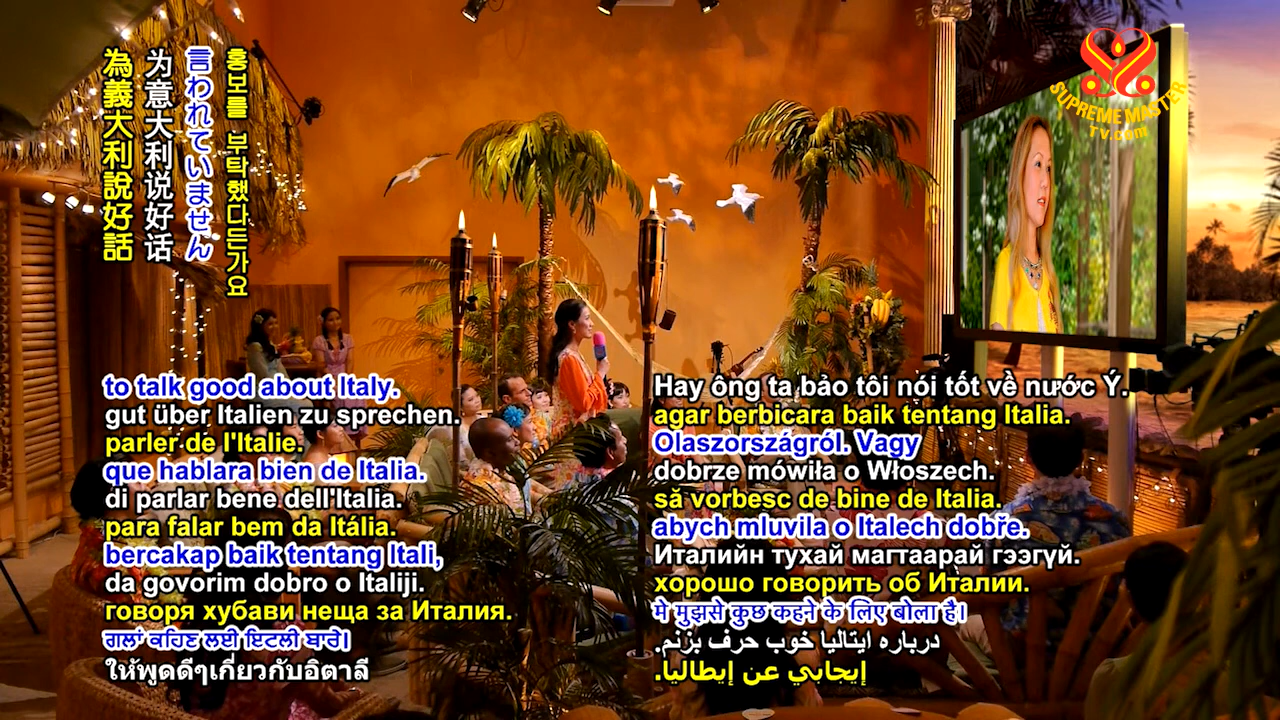 홍보를 부탁했다든가요
言われていません
为意大利说好话
為義大利說好話
SUPREME MASTER
TV.com
to talk good about Italy.
gut über Italien zu sprechen.
parler de l'Italie.
que hablara bien de Italia.
di parlar bene dell'Italia.
para falar bem da Itália.
bercakap baik tentang Itali,
da govorim dobro o Italiji.
говоря хубави неща за Италия.
ਗਲਾਂ ਕਹਿਣ ਲਈ ਇਟਲੀ ਬਾਰੇ।
ให้พูดดีๆเกี่ยวกับอิตาลี
Hay ông ta bảo tôi nói tốt về nước Ý.
agar berbicara baik tentang Italia.
Olaszországról. Vagy
dobrze mówiła o Włoszech.
să vorbesc de bine de Italia.
abych mluvila o Italech dobře.
Италийн тухай магтаарай гээгүй.
хорошо говорить об Италии.
मे मुझसे कुछ कहने के लिए बोला है।
درباره ایتالیا خوب حرف بزنم.
إيجابي عن إيطاليا.